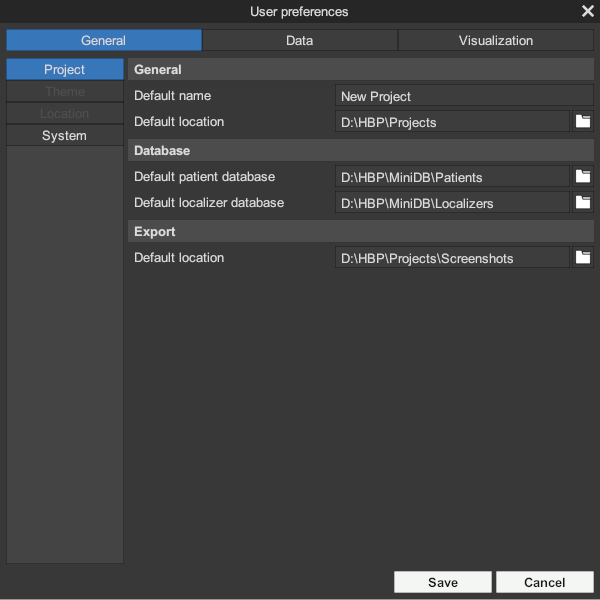 User preferences
General Data Visualization
Project
Theme
Location
System
General
Default name New Project
Default location D:\HBP\Projects
Database
Default patient database D:\HBP\MiniDB\Patients
Default localizer database D:\HBP\MiniDB\Localizers
Export
Default location D:\HBP\Projects\Screenshots
Save Cancel